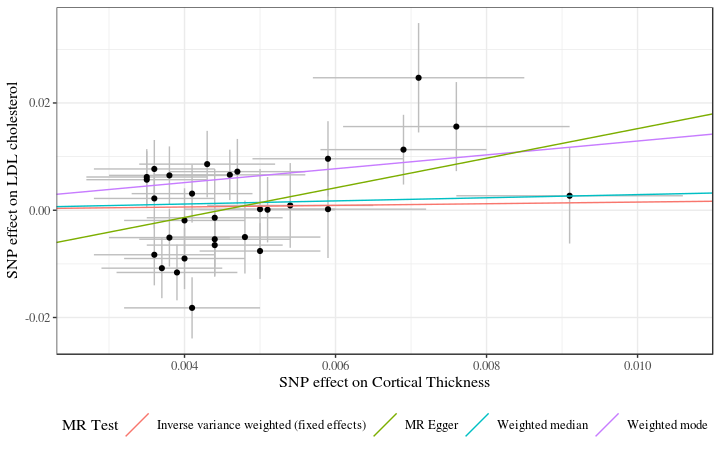 SNP effect on LDL cholesterol
0.02
0.00
-0.02
0.004 0.006 0.008 0.010
SNP effect on Cortical Thickness
MR Test Inverse variance weighted (fixed effects) MR Egger Weighted median Weighted mode